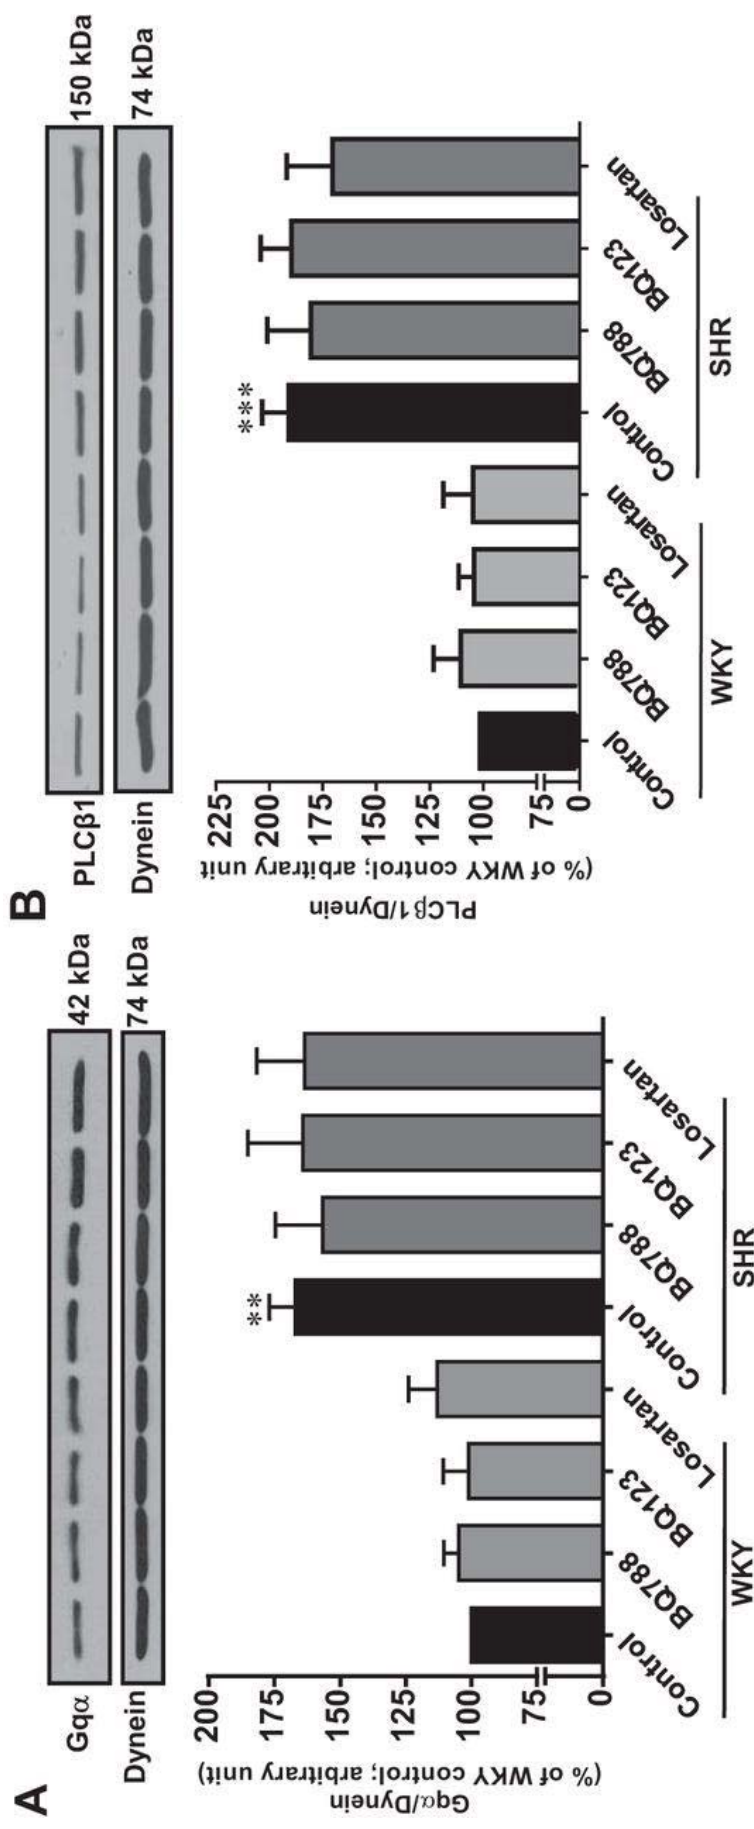 A
Gqα 42 kDa
Dynein 74 kDa
Gqα/Dynein
(% of WKY control; arbitrary unit)
200
175
150
125
100
75
0
Control BQ788 BQ123 Losartan Control BQ788 BQ123 Losartan
**
WKY SHR
B
PLCβ1 150 kDa
Dynein 74 kDa
PLCβ1/Dynein
(% of WKY control; arbitrary unit
225
200
175
150
125
100
75
0
Control BQ788 BQ123 Losartan Control BQ788 BQ123 Losartan
***
WKY SHR